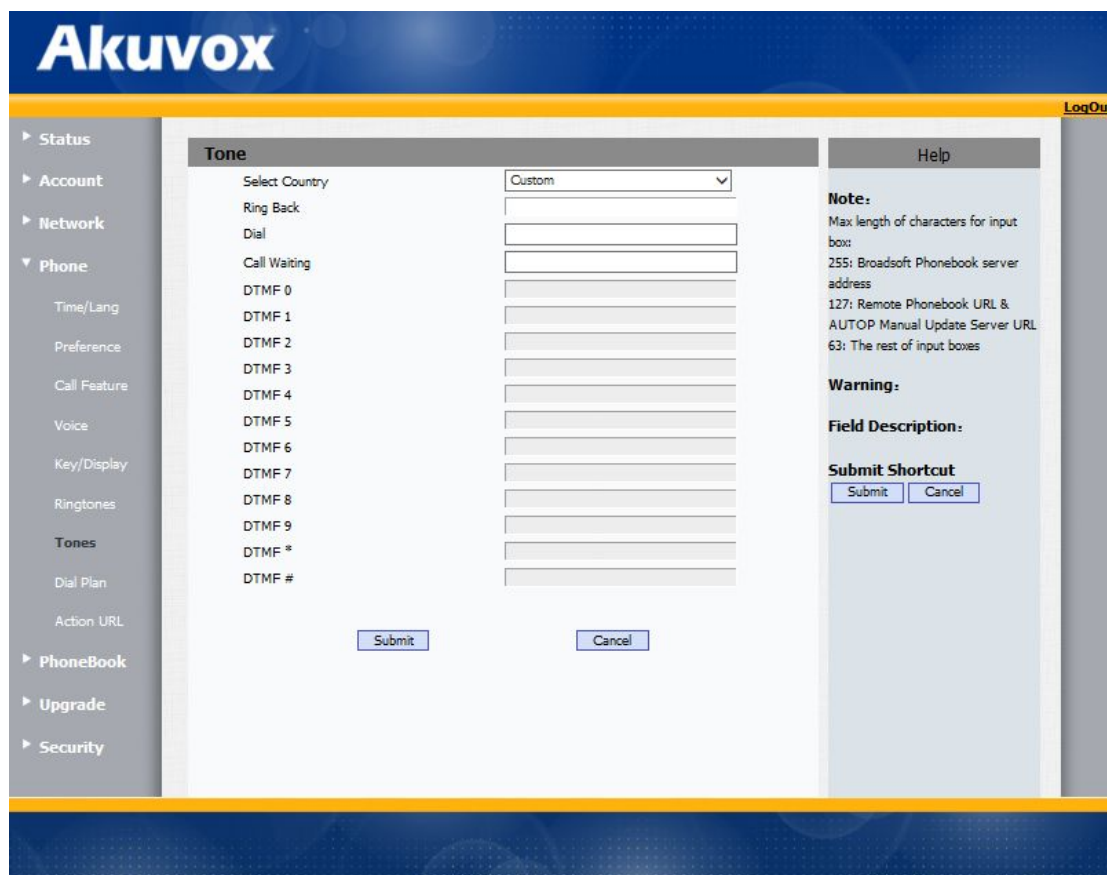 Akuvox
LogOu
Status
Account
Network
Phone
Time/Lang
Preference
Call Feature
Voice
Key/Display
Ringtones
Tones
Dial Plan
Action URL
PhoneBook
Upgrade
Security
Tone
Select Country Custom
Ring Back
Dial
Call Waiting
DTMF 0
DTMF 1
DTMF 2
DTMF 3
DTMF 4
DTMF 5
DTMF 6
DTMF 7
DTMF 8
DTMF 9
DTMF *
DTMF #
Submit Cancel
Help
Note:
Max length of characters for input
box:
255: Broadsoft Phonebook server
address
127: Remote Phonebook URL &
AUTOP Manual Update Server URL
63: The rest of input boxes
Warning:
Field Description:
Submit Shortcut
Submit Cancel